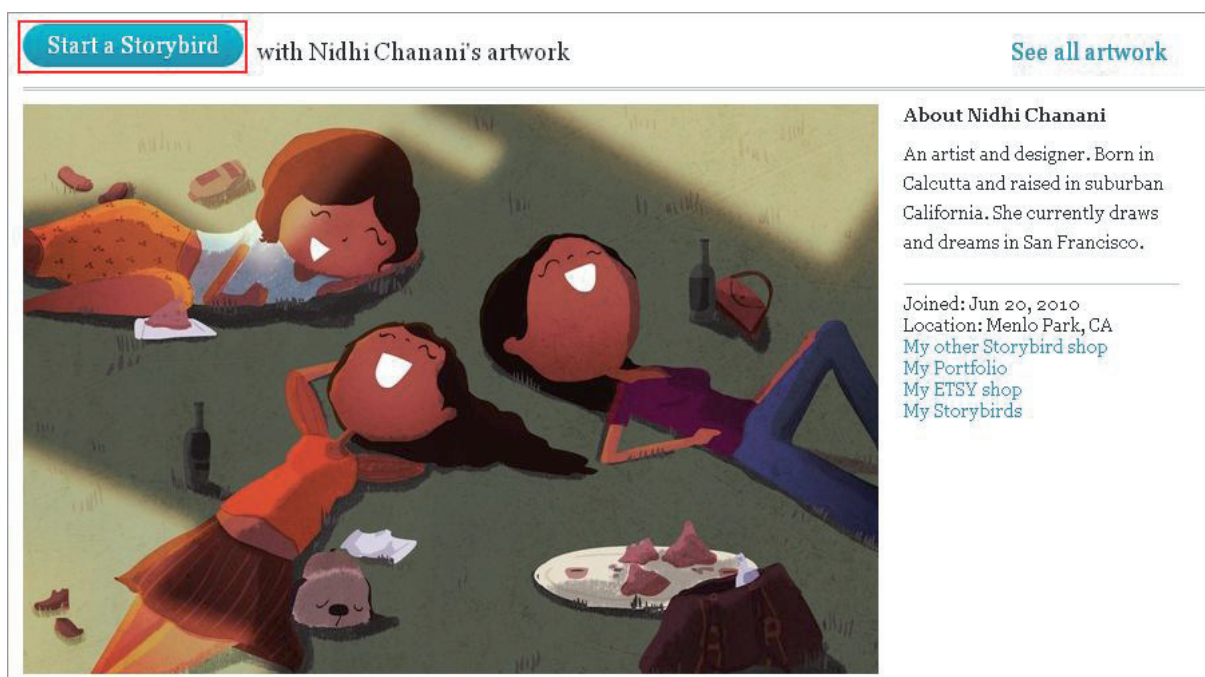 Start a Storybird with Nidhi Chanani's artwork See all artwork
About Nidhi Chanani
An artist and designer. Born in
Calcutta and raised in suburban
California. She currently draws
and dreams in San Francisco.
Joined: Jun 20, 2010
Location: Menlo Park, CA
My other Storybird shop
My Portfolio
My ETSY shop
My Storybirds